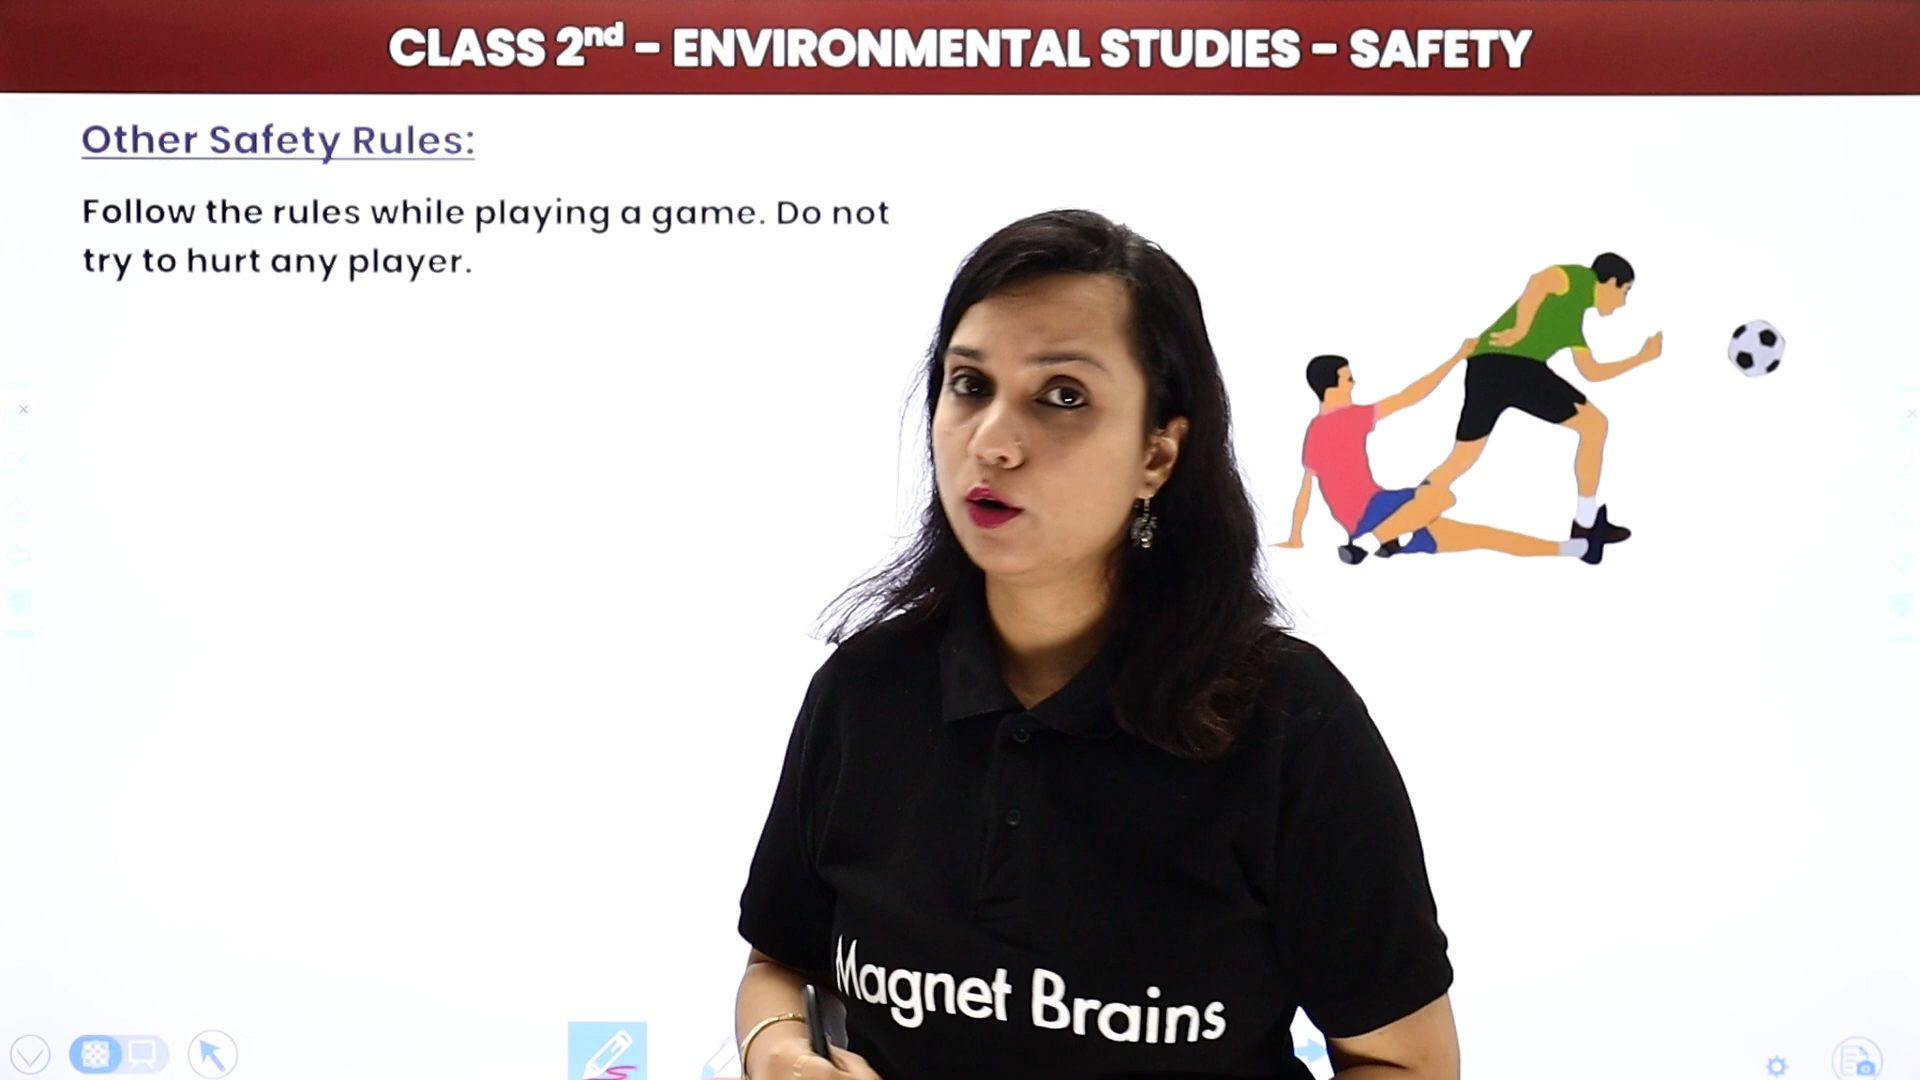 CLASS 2nd - ENVIRONMENTAL STUDIES - SAFETY
Other Safety Rules:
Follow the rules while playing a game. Do not
try to hurt any player.
Magnet Brains